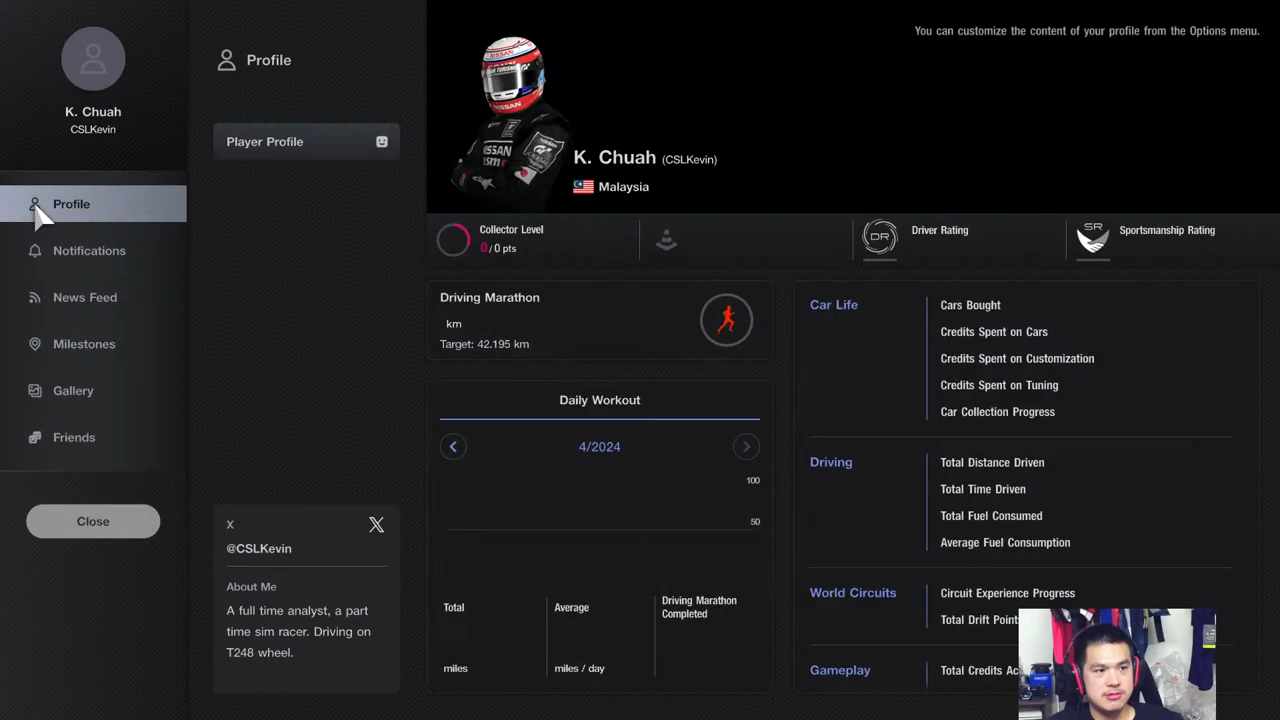 K. Chuah
CSLKevin
Profile
Notifications
News Feed
Milestones
Gallery
Friends
Close
Profile
Player Profile
X
@CSLKevin
About Me
A full time analyst, a part
time sim racer. Driving on
T248 wheel.
You can customize the content of your profile from the Options menu.
NISSAN
K. Chuah (CSLKevin)
Malaysia
Collector Level
0/0 pts
DR
Driver Rating
SR
Sportsmanship Rating
Driving Marathon
km
Target: 42.195 km
Daily Workout
4/2024
100
50
Total
miles
Average
miles / day
Driving Marathon
Completed
Car Life
Cars Bought
Credits Spent on Cars
Credits Spent on Customization
Credits Spent on Tuning
Car Collection Progress
Driving
Total Distance Driven
Total Time Driven
Total Fuel Consumed
Average Fuel Consumption
World Circuits
Circuit Experience Progress
Total Drift Points
Gameplay
Total Credits Ac